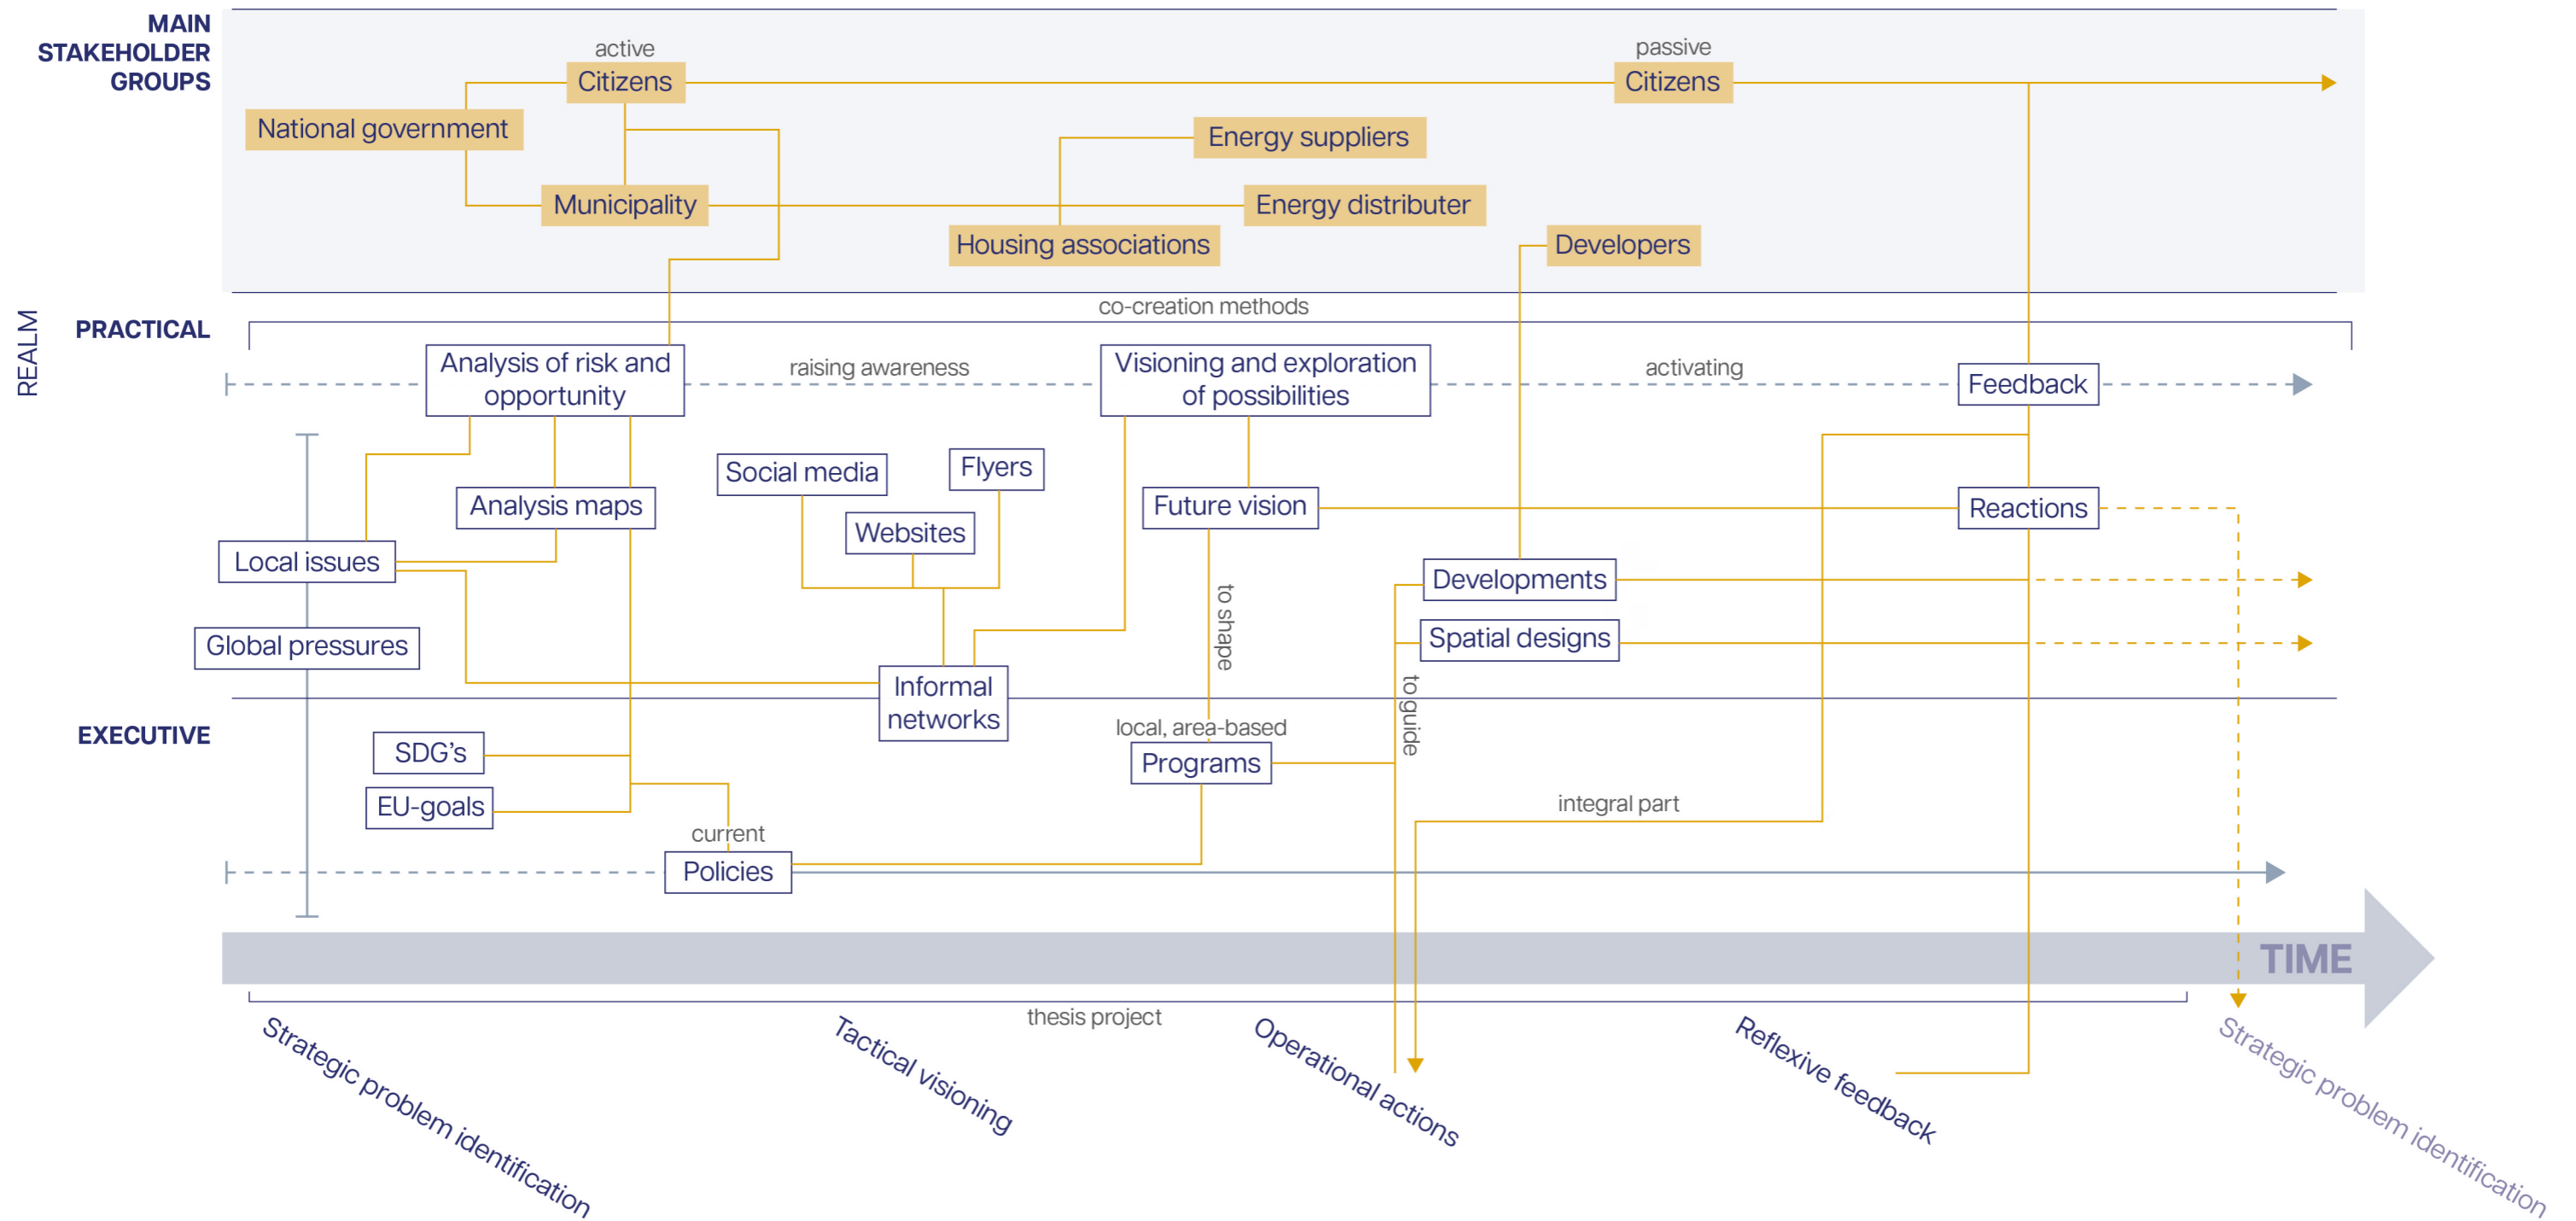 MAIN
STAKEHOLDER
GROUPS
active
Citizens
passive
Citizens
National government
Energy suppliers
Municipality
Energy distributer
Housing associations
Developers
REALM
PRACTICAL
co-creation methods
Analysis of risk and
opportunity
raising awareness
Visioning and exploration
of possibilities
activating
Feedback
Social media
Flyers
Analysis maps
Websites
Future vision
Reactions
Local issues
Developments
to shape
Global pressures
Spatial designs
Informal
networks
to guide
EXECUTIVE
local, area-based
SDG's
Programs
EU-goals
integral part
current
Policies
TIME
thesis project
Strategic problem identification
Tactical visioning
Operational actions
Reflexive feedback
Strategic problem identification